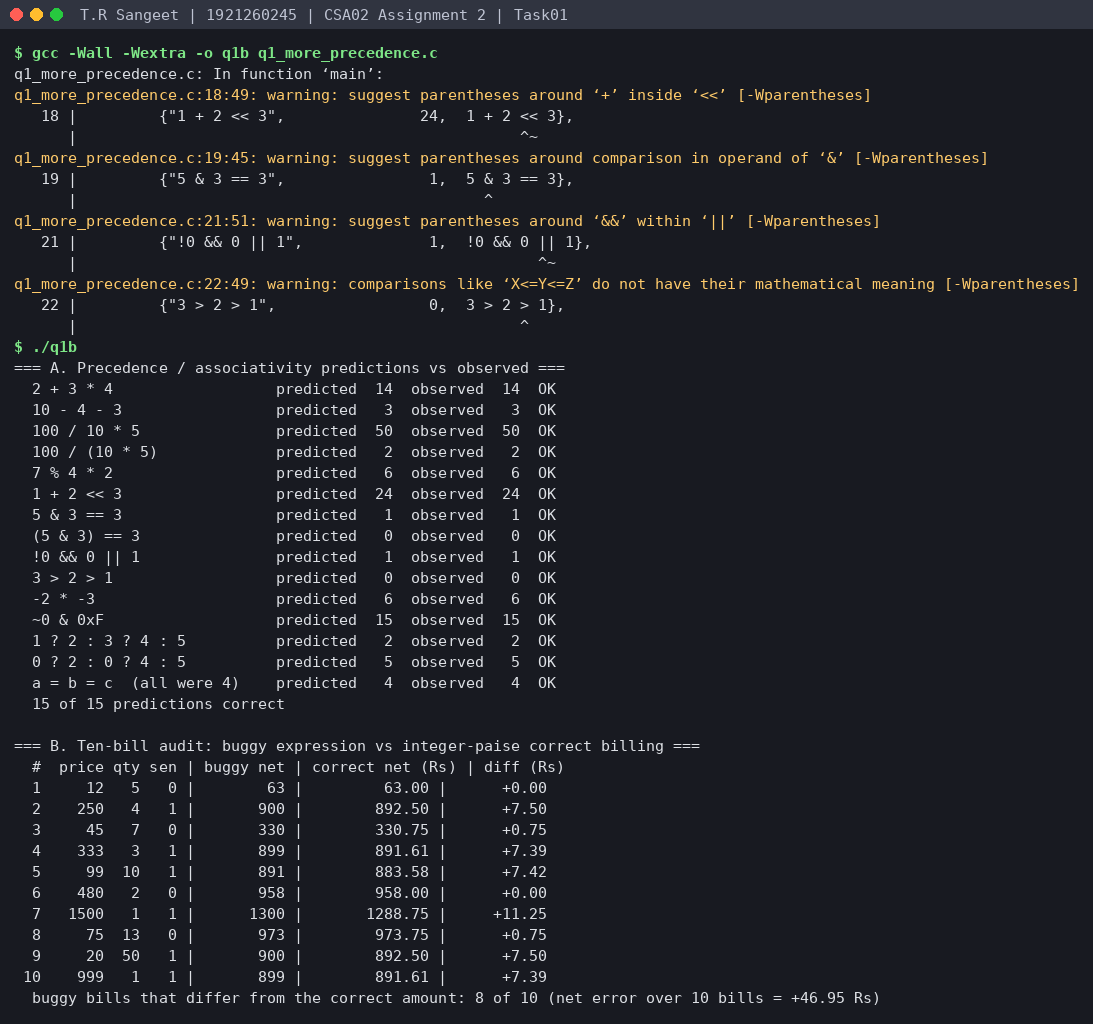 T.R Sangeet | 1921260245 | CSA02 Assignment 2 | Task01
$ gcc -Wall -Wextra -o q1b q1_more_precedence.c
q1_more_precedence.c: In function ‘main’:
q1_more_precedence.c:18:49: warning: suggest parentheses around ‘+’ inside ‘<<’ [-Wparentheses]
   18 |         {"1 + 2 << 3",               24,  1 + 2 << 3},
      |                                                 ^~
q1_more_precedence.c:19:45: warning: suggest parentheses around comparison in operand of ‘&’ [-Wparentheses]
   19 |         {"5 & 3 == 3",                1,  5 & 3 == 3},
      |                                             ^
q1_more_precedence.c:21:51: warning: suggest parentheses around ‘&&’ within ‘||’ [-Wparentheses]
   21 |         {"!0 && 0 || 1",              1,  !0 && 0 || 1},
      |                                                   ^~
q1_more_precedence.c:22:49: warning: comparisons like ‘X<=Y<=Z’ do not have their mathematical meaning [-Wparentheses]
   22 |         {"3 > 2 > 1",                 0,  3 > 2 > 1},
      |                                                 ^
$ ./q1b
=== A. Precedence / associativity predictions vs observed ===
  2 + 3 * 4                  predicted  14  observed  14  OK
  10 - 4 - 3                 predicted   3  observed   3  OK
  100 / 10 * 5               predicted  50  observed  50  OK
  100 / (10 * 5)             predicted   2  observed   2  OK
  7 % 4 * 2                  predicted   6  observed   6  OK
  1 + 2 << 3                 predicted  24  observed  24  OK
  5 & 3 == 3                 predicted   1  observed   1  OK
  (5 & 3) == 3               predicted   0  observed   0  OK
  !0 && 0 || 1               predicted   1  observed   1  OK
  3 > 2 > 1                  predicted   0  observed   0  OK
  -2 * -3                    predicted   6  observed   6  OK
  ~0 & 0xF                   predicted  15  observed  15  OK
  1 ? 2 : 3 ? 4 : 5          predicted   2  observed   2  OK
  0 ? 2 : 0 ? 4 : 5          predicted   5  observed   5  OK
  a = b = c  (all were 4)    predicted   4  observed   4  OK
  15 of 15 predictions correct
=== B. Ten-bill audit: buggy expression vs integer-paise correct billing ===
  #  price qty sen | buggy net | correct net (Rs) | diff (Rs)
  1     12   5   0 |        63 |            63.00 |      +0.00
  2    250   4   1 |       900 |           892.50 |      +7.50
  3     45   7   0 |       330 |           330.75 |      +0.75
  4    333   3   1 |       899 |           891.61 |      +7.39
  5     99  10   1 |       891 |           883.58 |      +7.42
  6    480   2   0 |       958 |           958.00 |      +0.00
  7   1500   1   1 |      1300 |          1288.75 |     +11.25
  8     75  13   0 |       973 |           973.75 |      +0.75
  9     20  50   1 |       900 |           892.50 |      +7.50
 10    999   1   1 |       899 |           891.61 |      +7.39
  buggy bills that differ from the correct amount: 8 of 10 (net error over 10 bills = +46.95 Rs)